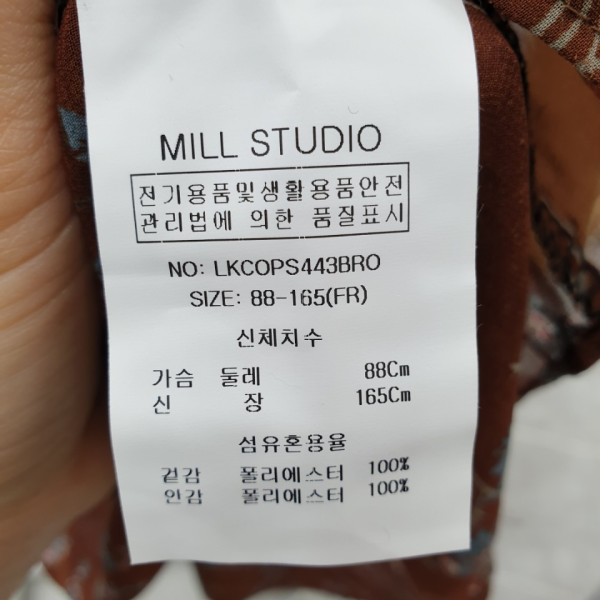 MILL STUDIO
전기용품및생활용품안전
관리법에 의한 품질표시
NO: LKCOPS443BRO
SIZE: 88-165(FR)
신체치수
가슴 둘레 88Cm
신 장 165Cm
섬유혼용율
겉감 폴리에스터 100%
인감 폴리에스터 100%